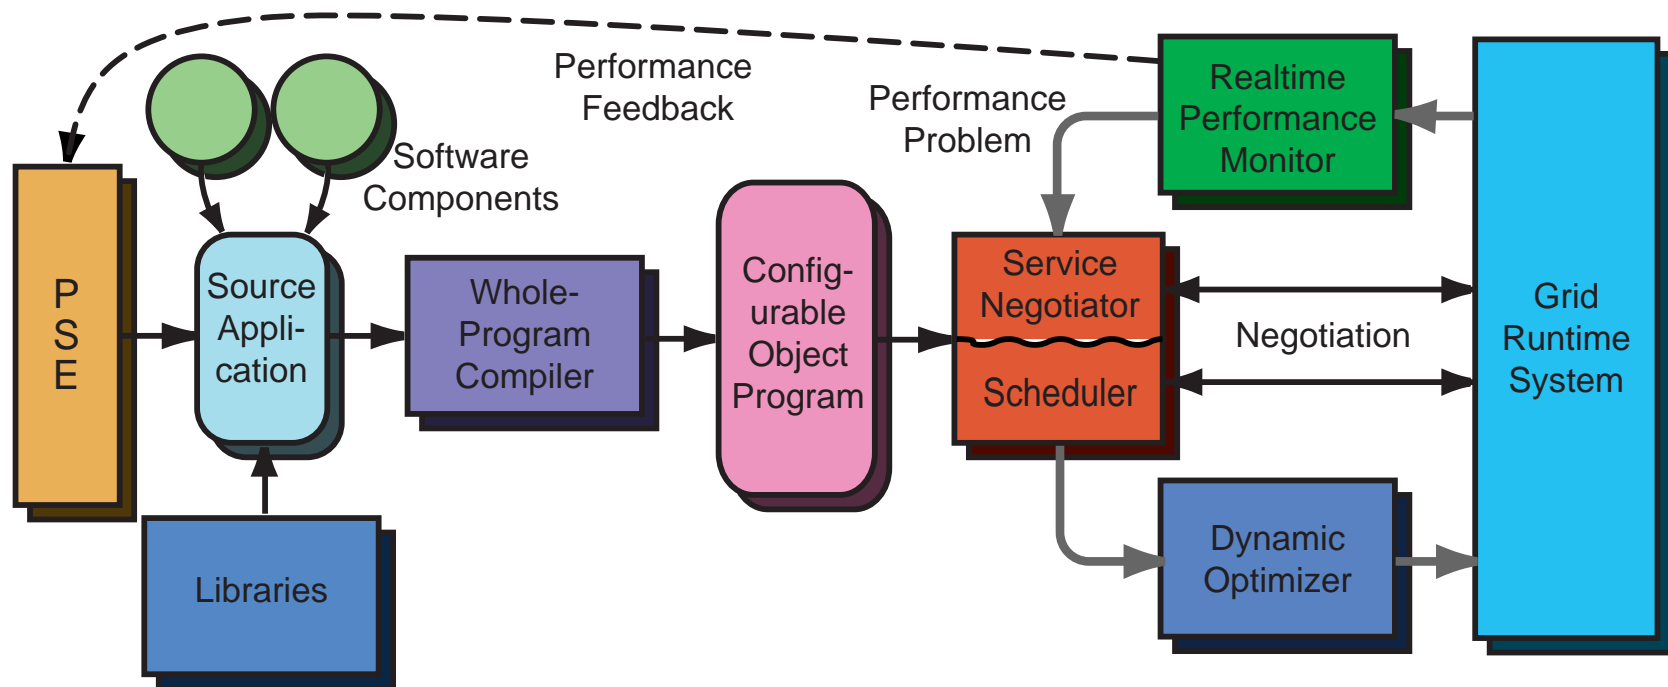 Performance
Feedback
Performance
Problem
Realtime
Performance
Monitor
Software
Components
P
S
E
Source
Appli-
cation
Whole-
Program
Compiler
Config-
urable
Object
Program
Service
Negotiator
Scheduler
Negotiation
Grid
Runtime
System
Libraries
Dynamic
Optimizer